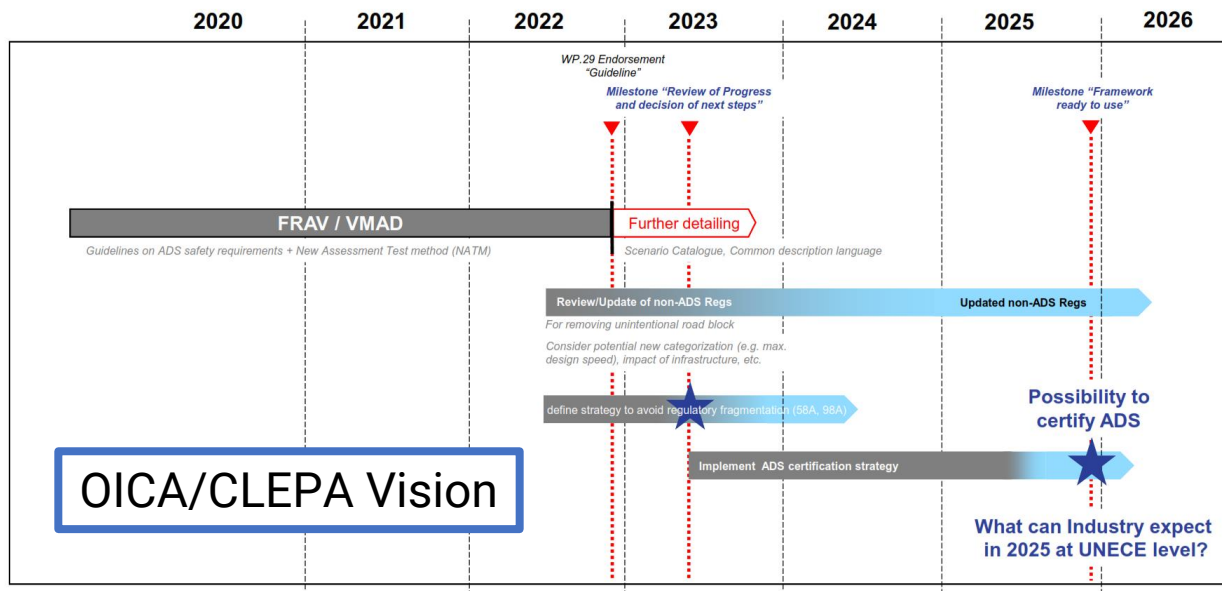 2020 2021 2022 2023 2024 2025 2026
WP.29 Endorsement
“Guideline”
Milestone “Review of Progress
and decision of next steps”
Milestone “Framework
ready to use”
FRAV / VMAD
Further detailing
Guidelines on ADS safety requirements + New Assessment Test method (NATM)
Scenario Catalogue, Common description language
Review/Update of non-ADS Regs
Updated non-ADS Regs
For removing unintentional road block
Consider potential new categorization (e.g. max.
design speed), impact of infrastructure, etc.
define strategy to avoid regulatory fragmentation (58A, 98A)
Possibility to
certify ADS
Implement ADS certification strategy
OICA/CLEPA Vision
What can Industry expect
in 2025 at UNECE level?